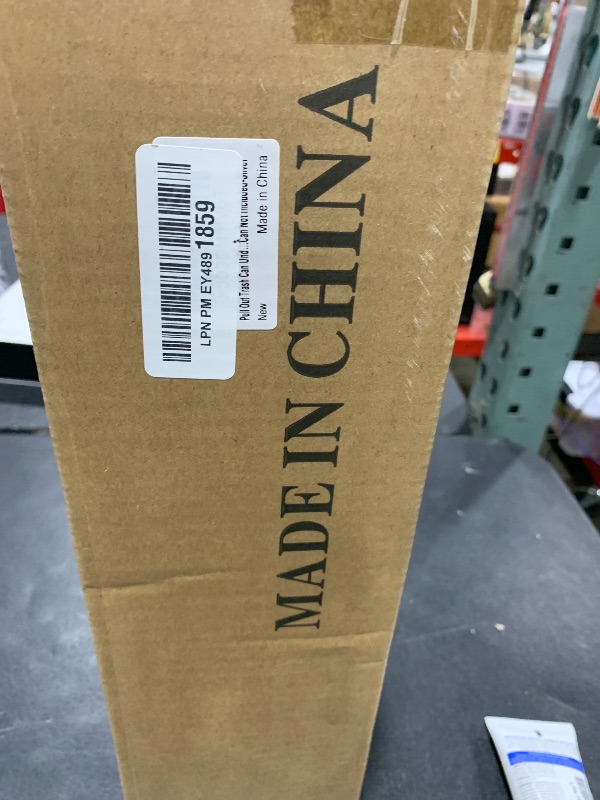 MADE IN CHINA
LPN PM EY4891859
Pull Out Trash Can Und...Can Not Included-Silver
New
Made in China